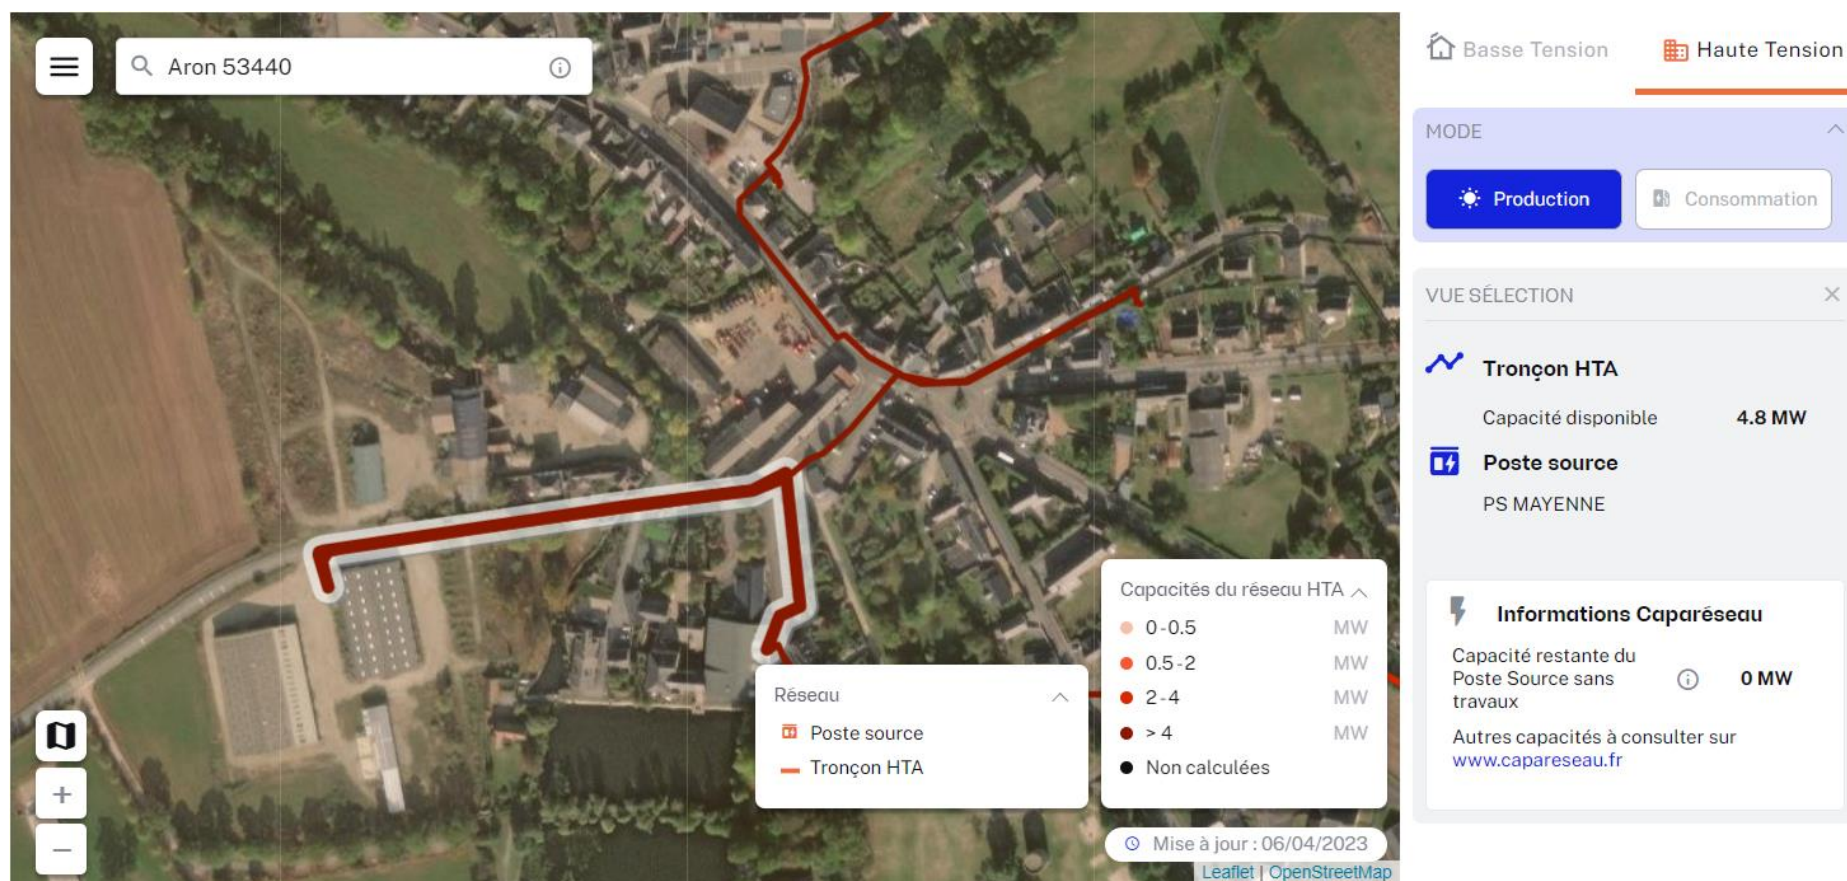 Aron 53440
Basse Tension
Haute Tension
MODE
Production
Consommation
VUE SÉLECTION
Tronçon HTA
Capacité disponible 4.8 MW
Poste source
PS MAYENNE
Informations Caparéseau
Capacité restante du
Poste Source sans 0 MW
travaux
Autres capacités à consulter sur
www.capareseau.fr
Capacités du réseau HTA
0-0.5 MW
0.5-2 MW
2-4 MW
> 4 MW
Non calculées
Réseau
Poste source
Tronçon HTA
Mise à jour : 06/04/2023
Leaflet | OpenStreetMap